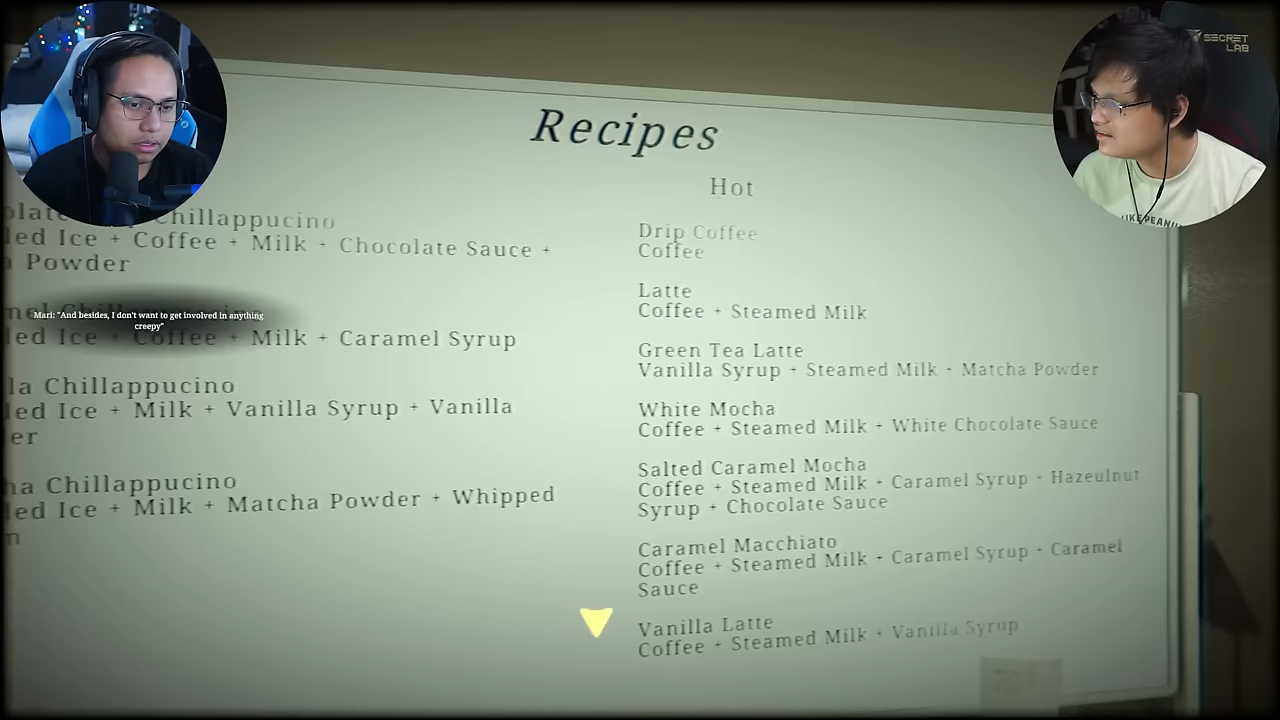 SECRET
LAB
Recipes
Chillappucino
Ice + Coffee + Milk + Chocolate Sauce +
Powder
Mari: "And besides, I don't want to get involved in anything
creepy"
Ice + Coffee + Milk + Caramel Syrup
Chillappucino
Ice + Milk + Vanilla Syrup + Vanilla
Chillappucino
Ice + Milk + Matcha Powder + Whipped
Hot
Drip Coffee
Coffee
Latte
Coffee + Steamed Milk
Green Tea Latte
Vanilla Syrup + Steamed Milk + Matcha Powder
White Mocha
Coffee + Steamed Milk + White Chocolate Sauce
Salted Caramel Mocha
Coffee + Steamed Milk + Caramel Syrup + Hazeulnut
Syrup + Chocolate Sauce
Caramel Macchiato
Coffee + Steamed Milk + Caramel Syrup + Caramel
Sauce
Vanilla Latte
Coffee + Steamed Milk + Vanilla Syrup